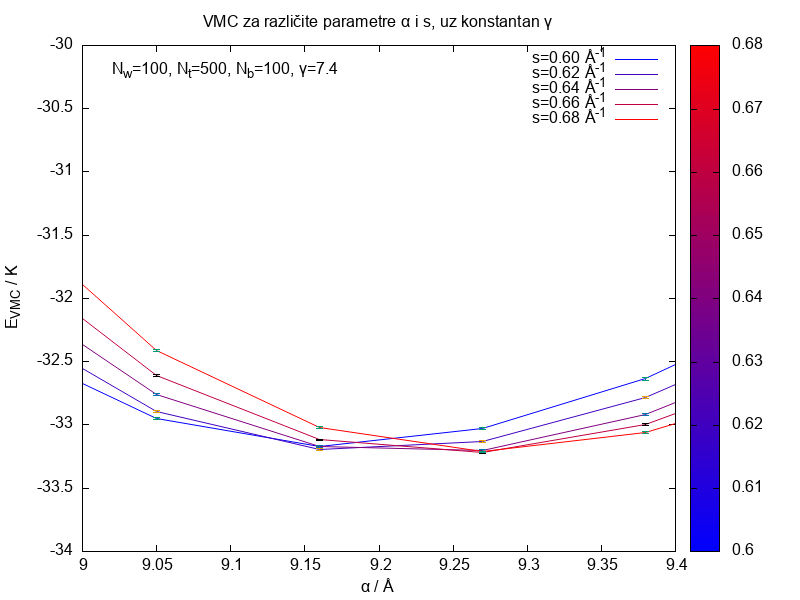 VMC za različite parametre α i s, uz konstantan γ
N_w=100, N_t=500, N_b=100, γ=7.4
s=0.60 Å^-1
s=0.62 Å^-1
s=0.64 Å^-1
s=0.66 Å^-1
s=0.68 Å^-1
E_VMC / K
-30
-30.5
-31
-31.5
-32
-32.5
-33
-33.5
-34
9 9.05 9.1 9.15 9.2 9.25 9.3 9.35 9.4
α / Å
0.68
0.67
0.66
0.65
0.64
0.63
0.62
0.61
0.6